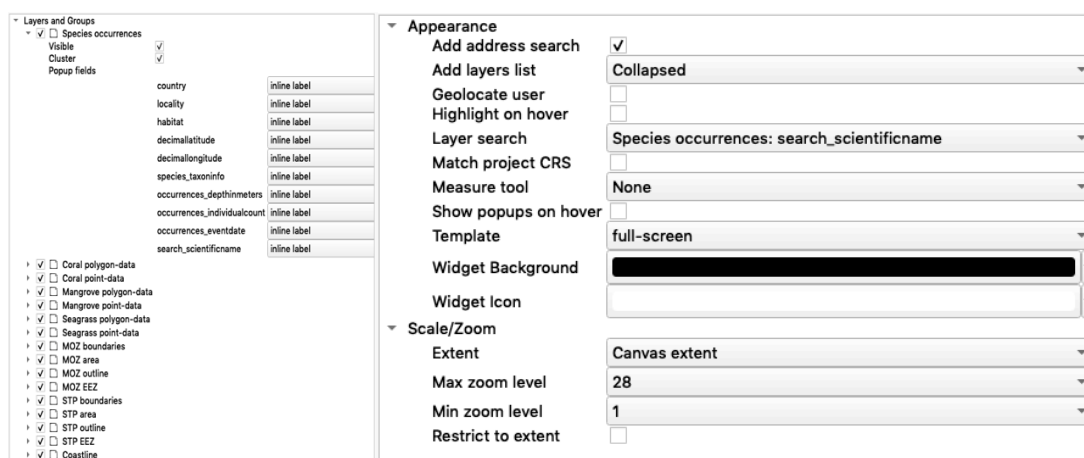 Layers and Groups
Species occurrences
Visible
Cluster
Popup fields
country inline label
locality inline label
habitat inline label
decimallatitude inline label
decimallongitude inline label
species_taxoninfo inline label
occurrences_depthinmeters inline label
occurrences_individualcount inline label
occurrences_eventdate inline label
search_scientificname inline label
Coral polygon-data
Coral point-data
Mangrove polygon-data
Mangrove point-data
Seagrass polygon-data
Seagrass point-data
MOZ boundaries
MOZ area
MOZ outline
MOZ EEZ
STP boundaries
STP area
STP outline
STP EEZ
Coastline
Appearance
Add address search
Add layers list Collapsed
Geolocate user
Highlight on hover
Layer search Species occurrences: search_scientificname
Match project CRS
Measure tool None
Show popups on hover
Template full-screen
Widget Background
Widget Icon
Scale/Zoom
Extent Canvas extent
Max zoom level 28
Min zoom level 1
Restrict to extent